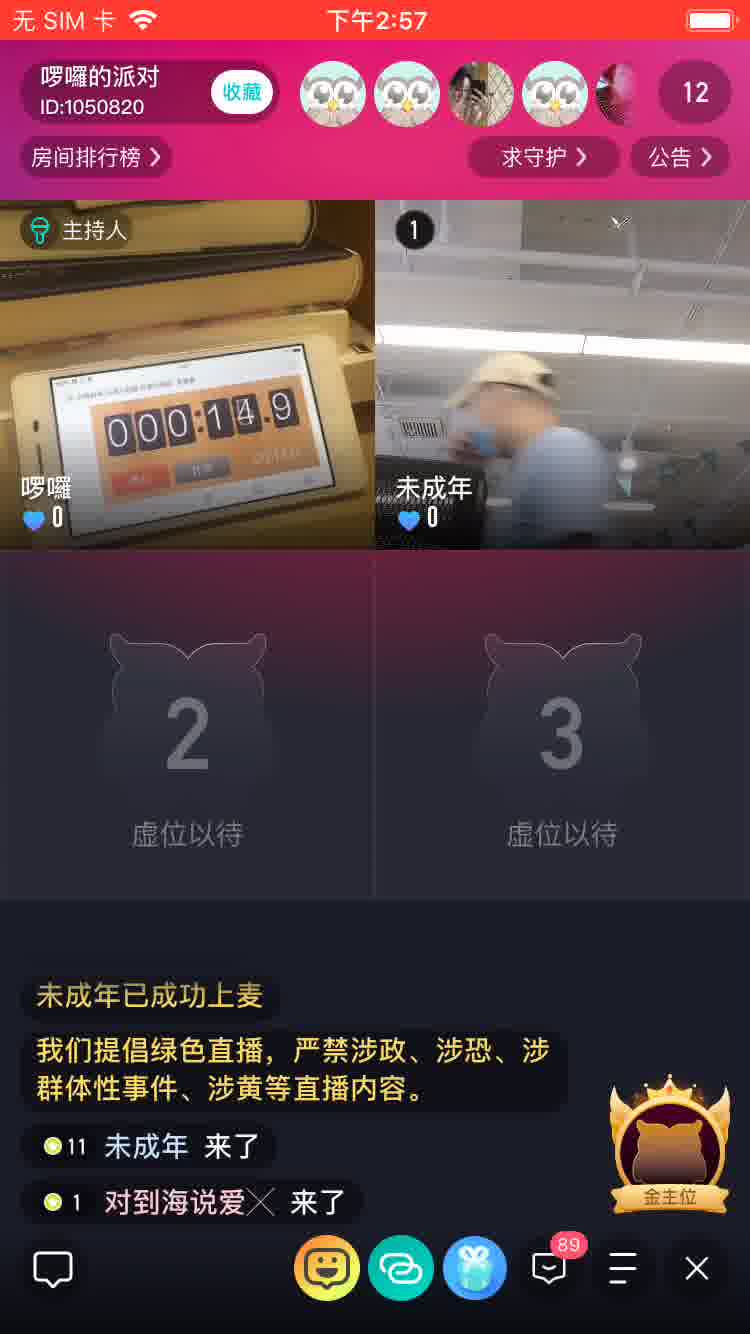 无 SIM 卡
下午2:57
啰囉的派对
ID:1050820
收藏
12
房间排行榜
求守护
公告
主持人
1
000:14.9
啰囉
0
未成年
0
2
3
虚位以待
虚位以待
未成年已成功上麦
我们提倡绿色直播，严禁涉政、涉恐、涉
群体性事件、涉黄等直播内容。
11 未成年 来了
1 对到海说爱╳ 来了
金主位
89